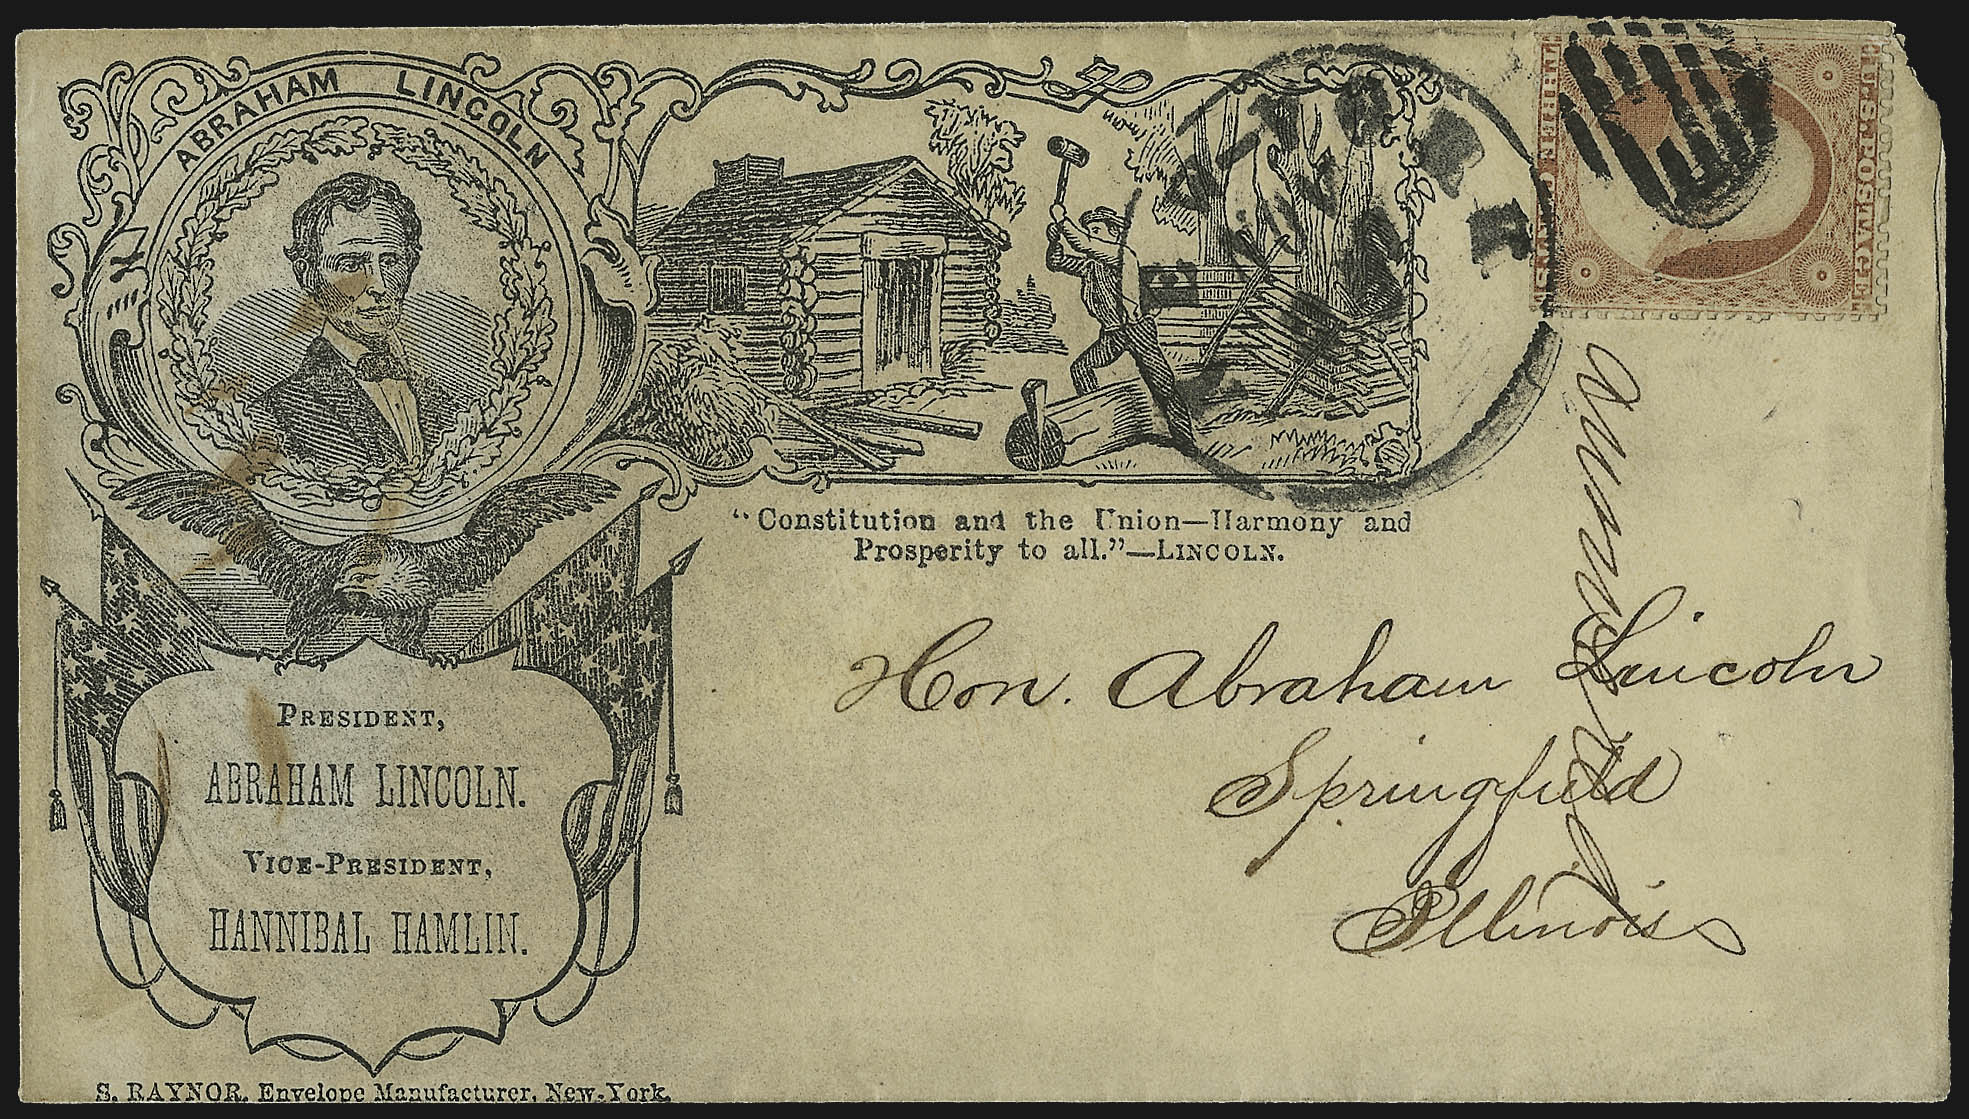 ABRAHAM LINCOLN
"Constitution and the Union—Harmony and
Prosperity to all."—LINCOLN.
PRESIDENT,
ABRAHAM LINCOLN.
VICE-PRESIDENT,
HANNIBAL HAMLIN.
S. RAYNOR, Envelope Manufacturer, New-York.
THREE CENTS
U.S. POSTAGE
NOV
Hon. Abraham Lincoln
Springfield
Illinois